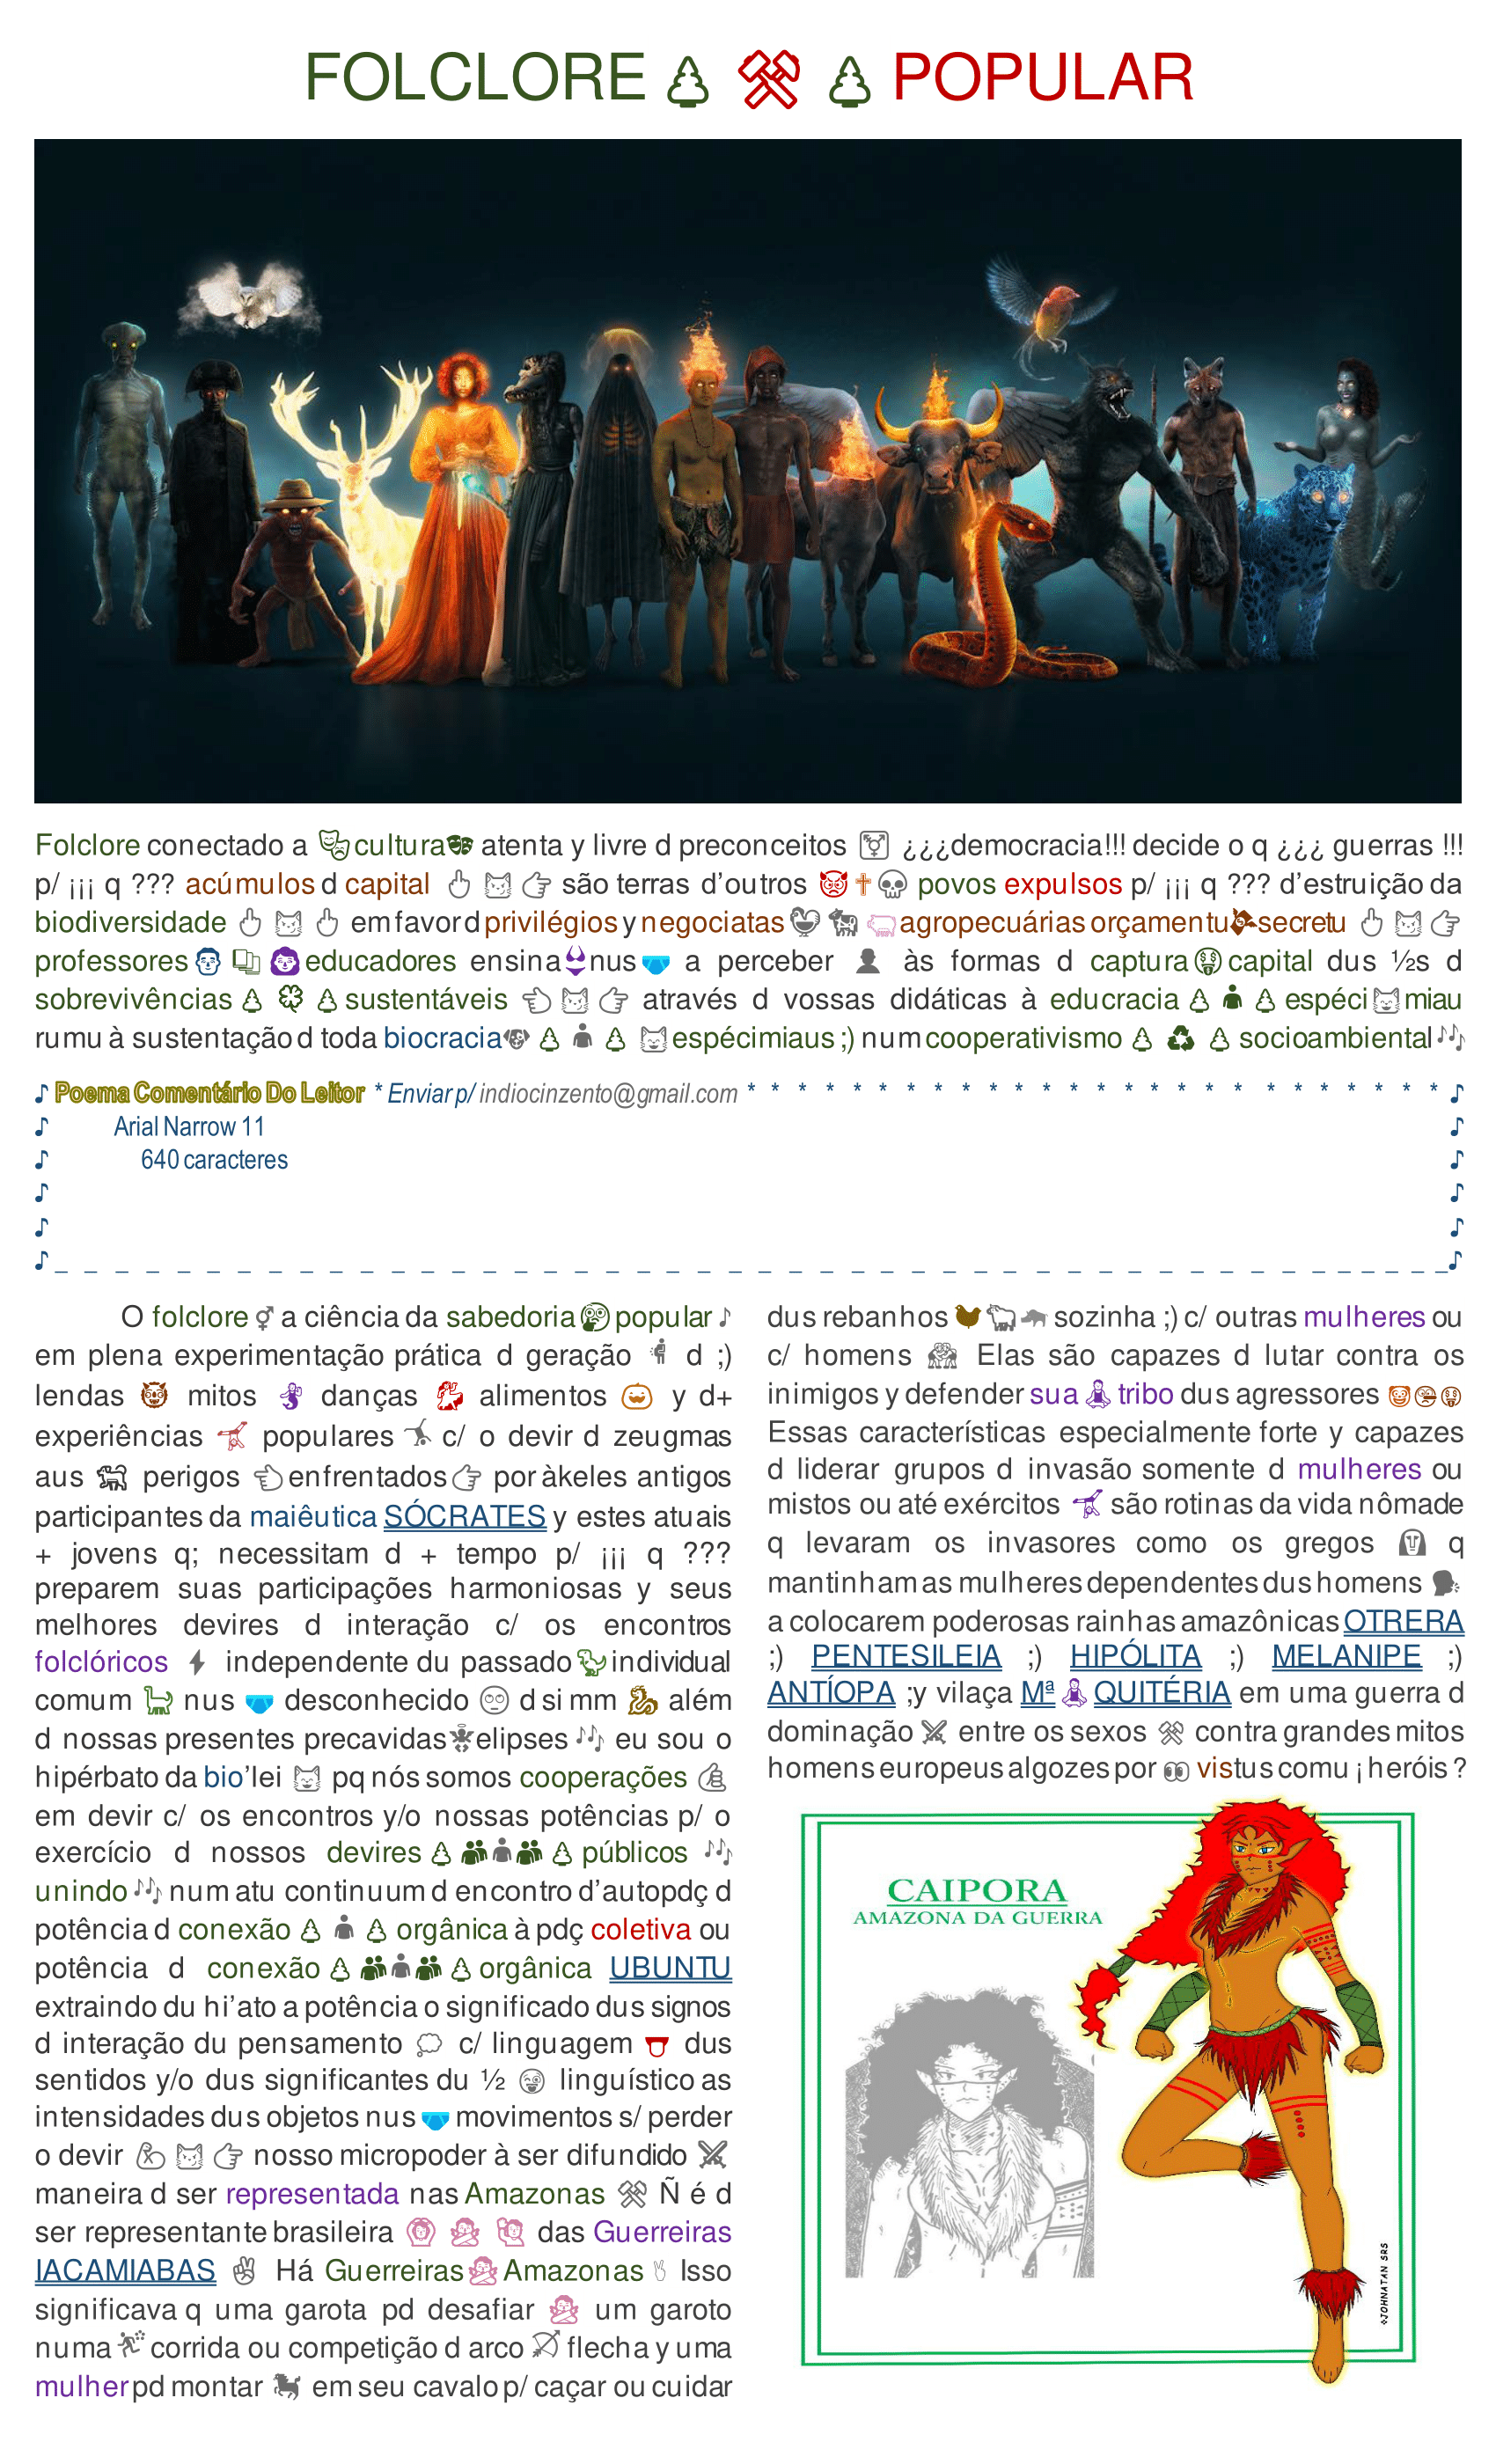 FOLCLORE POPULAR
Folclore conectado a cultura atenta y livre d preconceitos ¿¿¿democracia!!! decide o q ¿¿¿ guerras !!!
p/ ¡¡¡ q ??? acúmulos d capital são terras d’outros povos expulsos p/ ¡¡¡ q ??? d’estruição da
biodiversidade em favor d privilégios y negociatas agropecuárias orçamentu secretu
professores educadores ensina nus a perceber às formas d captura capital dus ½s d
sobrevivências sustentáveis através d vossas didáticas à educracia espéci miau
rumu à sustentação d toda biocracia espécimiaus ;) num cooperativismo socioambiental
♪ Poema Comentário Do Leitor * Enviar p/ indiocinzento@gmail.com * * * * * * * * * * * * * * * * * * * * * * * * * * ♪
♪ Arial Narrow 11 ♪
♪ 640 caracteres ♪
♪ ♪
♪ ♪
♪ _ _ _ _ _ _ _ _ _ _ _ _ _ _ _ _ _ _ _ _ _ _ _ _ _ _ _ _ _ _ _ _ _ _ _ _ _ _ _ _ _ _ _ _ _ _ ♪
O folclore ⚥ a ciência da sabedoria popular ♪
em plena experimentação prática d geração d ;)
lendas mitos danças alimentos y d+
experiências populares c/ o devir d zeugmas
aus perigos enfrentados por àkeles antigos
participantes da maiêutica SÓCRATES y estes atuais
+ jovens q; necessitam d + tempo p/ ¡¡¡ q ???
preparem suas participações harmoniosas y seus
melhores devires d interação c/ os encontros
folclóricos independente du passado individual
comum nus desconhecido d si mm além
d nossas presentes precavidas elipses eu sou o
hipérbato da bio’lei pq nós somos cooperações
em devir c/ os encontros y/o nossas potências p/ o
exercício d nossos devires públicos
unindo num atu continuum d encontro d’autopdç d
potência d conexão orgânica à pdç coletiva ou
potência d conexão orgânica UBUNTU
extraindo du hi’ato a potência o significado dus signos
d interação du pensamento c/ linguagem dus
sentidos y/o dus significantes du ½ linguístico as
intensidades dus objetos nus movimentos s/ perder
o devir nosso micropoder à ser difundido
maneira d ser representada nas Amazonas Ñ é d
ser representante brasileira das Guerreiras
IACAMIABAS Há Guerreiras Amazonas Isso
significava q uma garota pd desafiar um garoto
numa corrida ou competição d arco flecha y uma
mulher pd montar em seu cavalo p/ caçar ou cuidar
dus rebanhos sozinha ;) c/ outras mulheres ou
c/ homens Elas são capazes d lutar contra os
inimigos y defender sua tribo dus agressores
Essas características especialmente forte y capazes
d liderar grupos d invasão somente d mulheres ou
mistos ou até exércitos são rotinas da vida nômade
q levaram os invasores como os gregos q
mantinham as mulheres dependentes dus homens
a colocarem poderosas rainhas amazônicas OTRERA
;) PENTESILEIA ;) HIPÓLITA ;) MELANIPE ;)
ANTÍOPA ;y vilaça Mª QUITÉRIA em uma guerra d
dominação entre os sexos contra grandes mitos
homens europeus algozes por vistus comu ¡ heróis ?
CAIPORA
AMAZONA DA GUERRA
JOHNATAN SRS